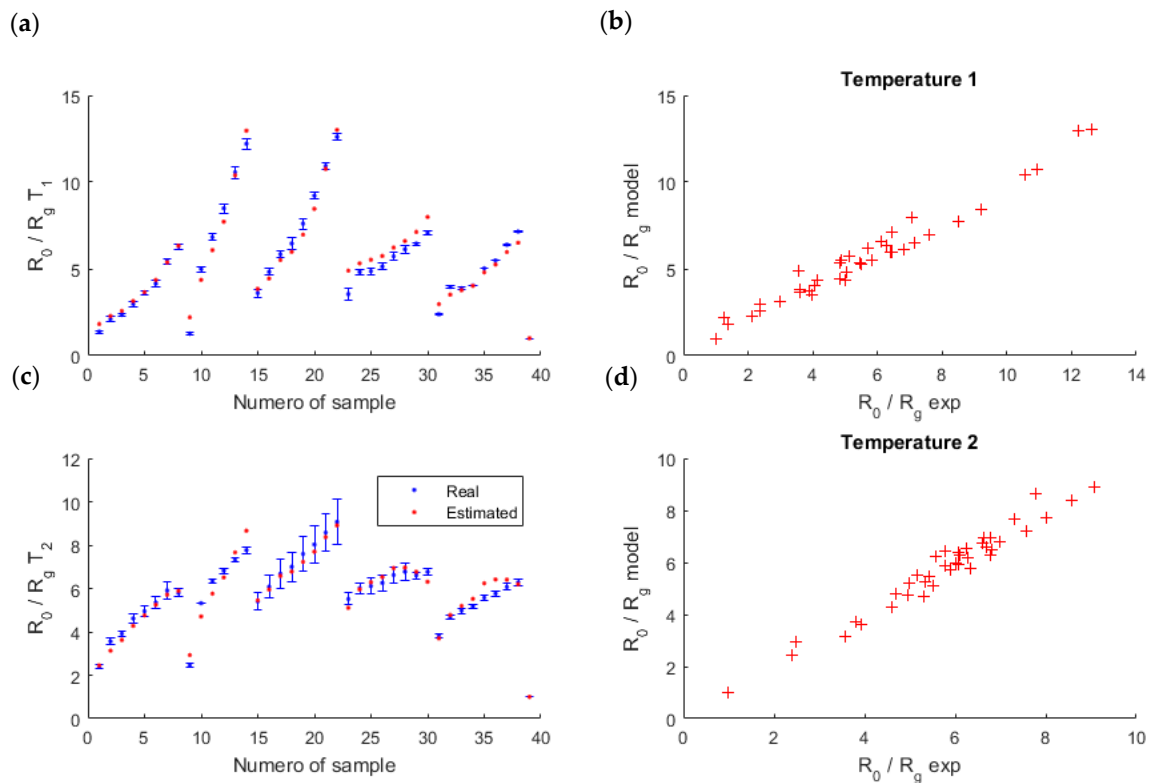 (a)
15
10
5
0
R0 / Rg T1
0 5 10 15 20 25 30 35 40
Numero of sample
(b)
Temperature 1
15
10
5
0
R0 / Rg model
0 2 4 6 8 10 12 14
R0 / Rg exp
(c)
12
10
8
6
4
2
0
R0 / Rg T2
Real
Estimated
0 5 10 15 20 25 30 35 40
Numero of sample
(d)
Temperature 2
10
8
6
4
2
0
R0 / Rg model
0 2 4 6 8 10
R0 / Rg exp